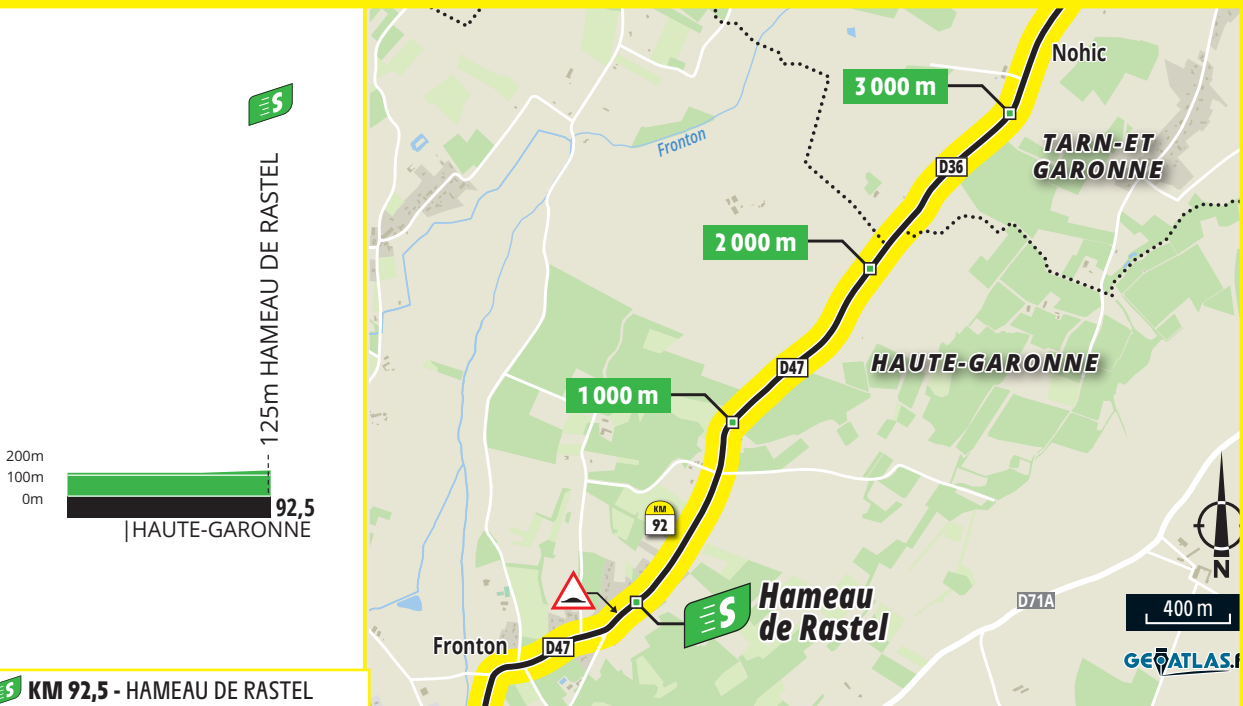 S
125m HAMEAU DE RASTEL
200m
100m
0m
92,5
|HAUTE-GARONNE
S KM 92,5 - HAMEAU DE RASTEL
Nohic
3 000 m
Fronton
TARN-ET
GARONNE
D36
2 000 m
HAUTE-GARONNE
D47
1 000 m
KM
92
S
Hameau
de Rastel
Fronton
D47
D71A
N
400 m